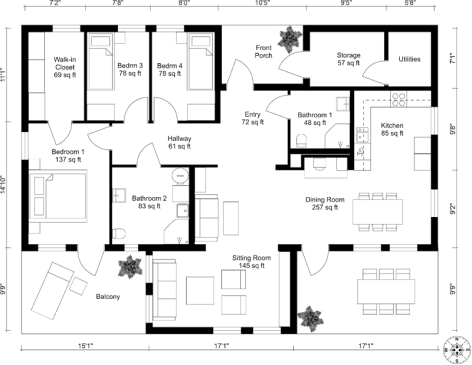 7'2" 7'8" 8'0" 10'5" 9'5" 5'8"
11'1"
14'10"
9'9"
7'1"
9'8"
9'2"
9'9"
Walk-in
Closet
69 sq ft
Bedrm 3
78 sq ft
Bedrm 4
78 sq ft
Front
Porch
Storage
57 sq ft
Utilities
Entry
72 sq ft
Bathroom 1
48 sq ft
Kitchen
85 sq ft
Hallway
61 sq ft
Bedroom 1
137 sq ft
Bathroom 2
83 sq ft
Dining Room
257 sq ft
Sitting Room
145 sq ft
Balcony
15'1" 17'1" 17'1"
N
S